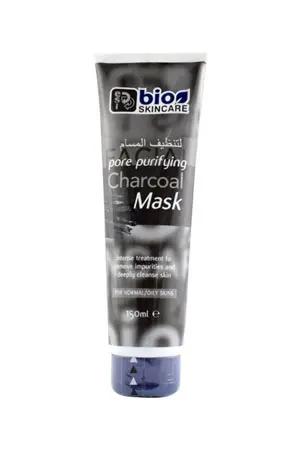 bio
SKINCARE
لتنظيف المسام
FACIAL
pore purifying
Charcoal
Mask
intense treatment to
remove impurities and
deeply cleanse skin
FOR NORMAL/OILY SKINS
150ml e